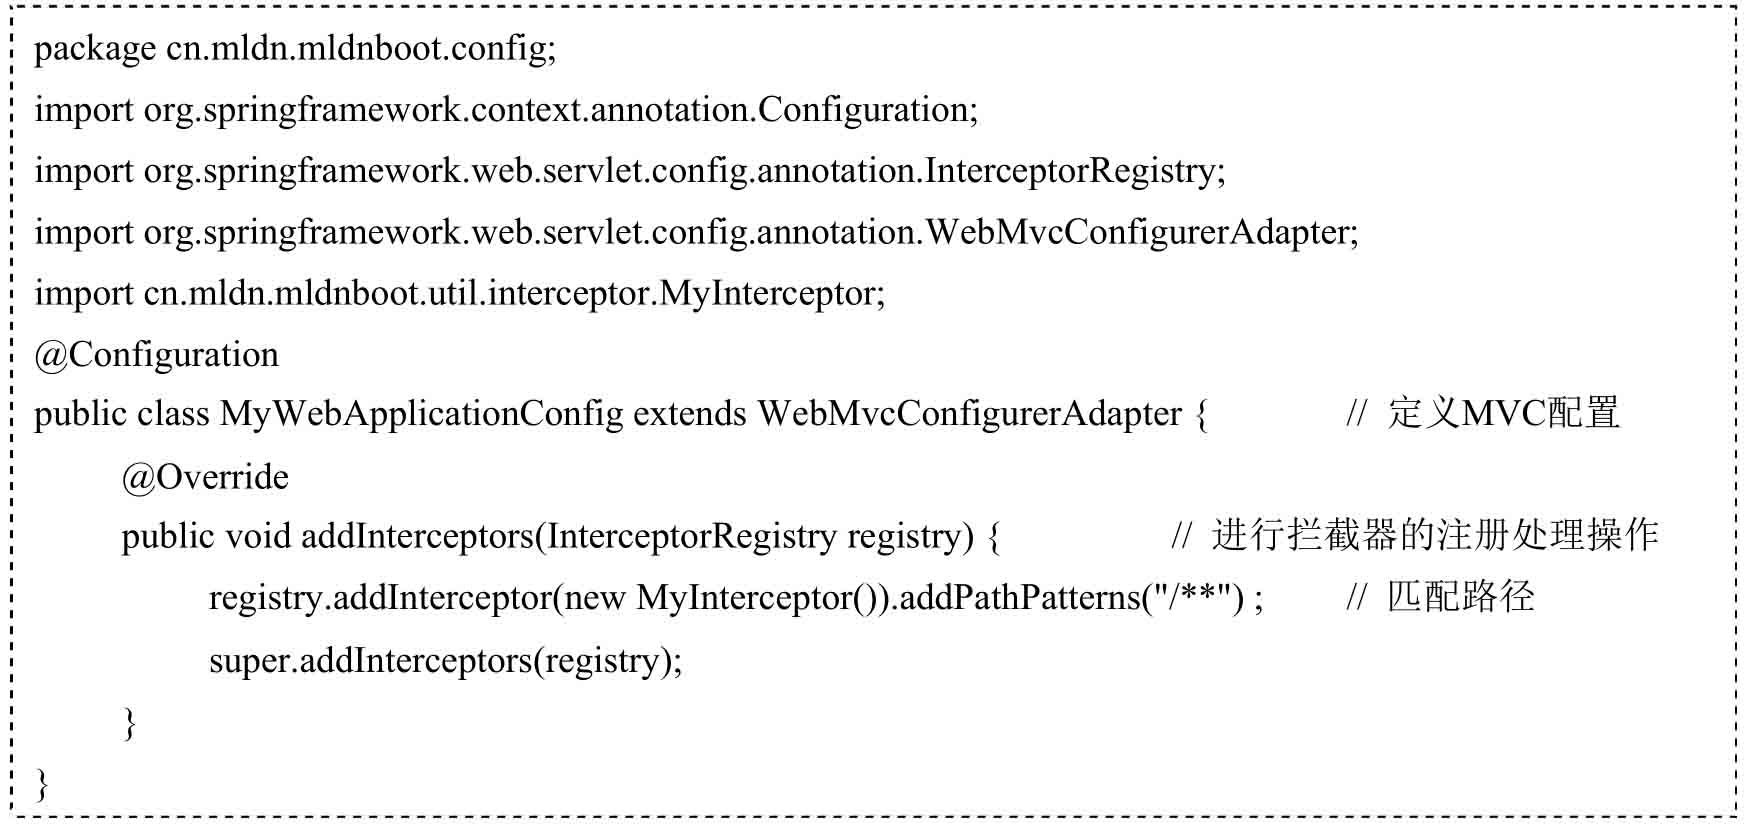 package cn.mldn.mldnboot.config;
import org.springframework.context.annotation.Configuration;
import org.springframework.web.servlet.config.annotation.InterceptorRegistry;
import org.springframework.web.servlet.config.annotation.WebMvcConfigurerAdapter;
import cn.mldn.mldnboot.util.interceptor.MyInterceptor;
@Configuration
public class MyWebApplicationConfig extends WebMvcConfigurerAdapter { // 定义MVC配置
@Override
public void addInterceptors(InterceptorRegistry registry) { // 进行拦截器的注册处理操作
registry.addInterceptor(new MyInterceptor()).addPathPatterns("/**") ; // 匹配路径
super.addInterceptors(registry);
}
}